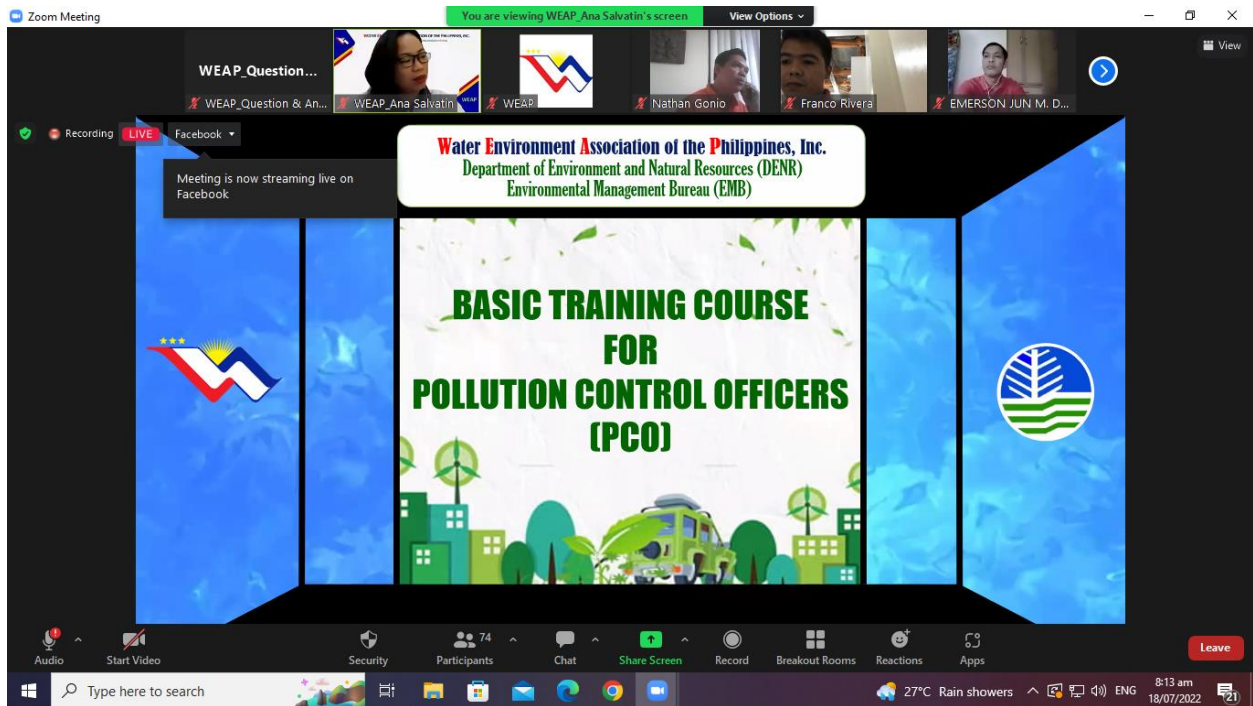 Zoom Meeting
You are viewing WEAP_Ana Salvatin's screen
View Options
WEAP_Question...
WEAP_Question & An...
WEAP_Ana Salvatin
WEAP
WEAP
Nathan Gonio
Franco Rivera
EMERSON JUN M. D...
View
Recording
LIVE
Facebook
Meeting is now streaming live on
Facebook
Water Environment Association of the Philippines, Inc.
Department of Environment and Natural Resources (DENR)
Environmental Management Bureau (EMB)
BASIC TRAINING COURSE
FOR
POLLUTION CONTROL OFFICERS
(PCO)
Audio
Start Video
Security
Participants
74
Chat
Share Screen
Record
Breakout Rooms
Reactions
Apps
Leave
Type here to search
27°C Rain showers
ENG
8:13 am
18/07/2022
21